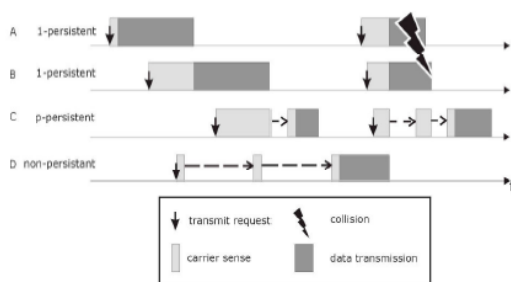 A 1-persistent
B 1-persistent
C p-persistent
D non-persistant
t
transmit request
collision
carrier sense
data transmission